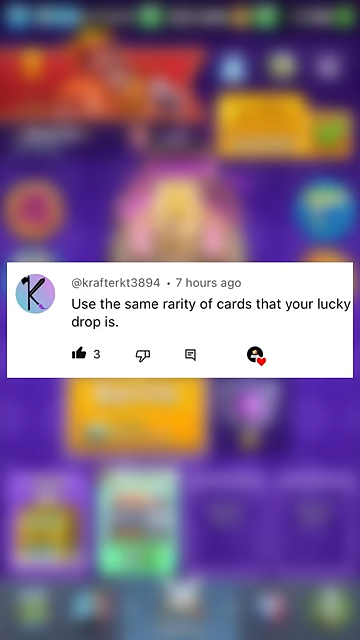 @krafterkt3894 • 7 hours ago
Use the same rarity of cards that your lucky
drop is.
3